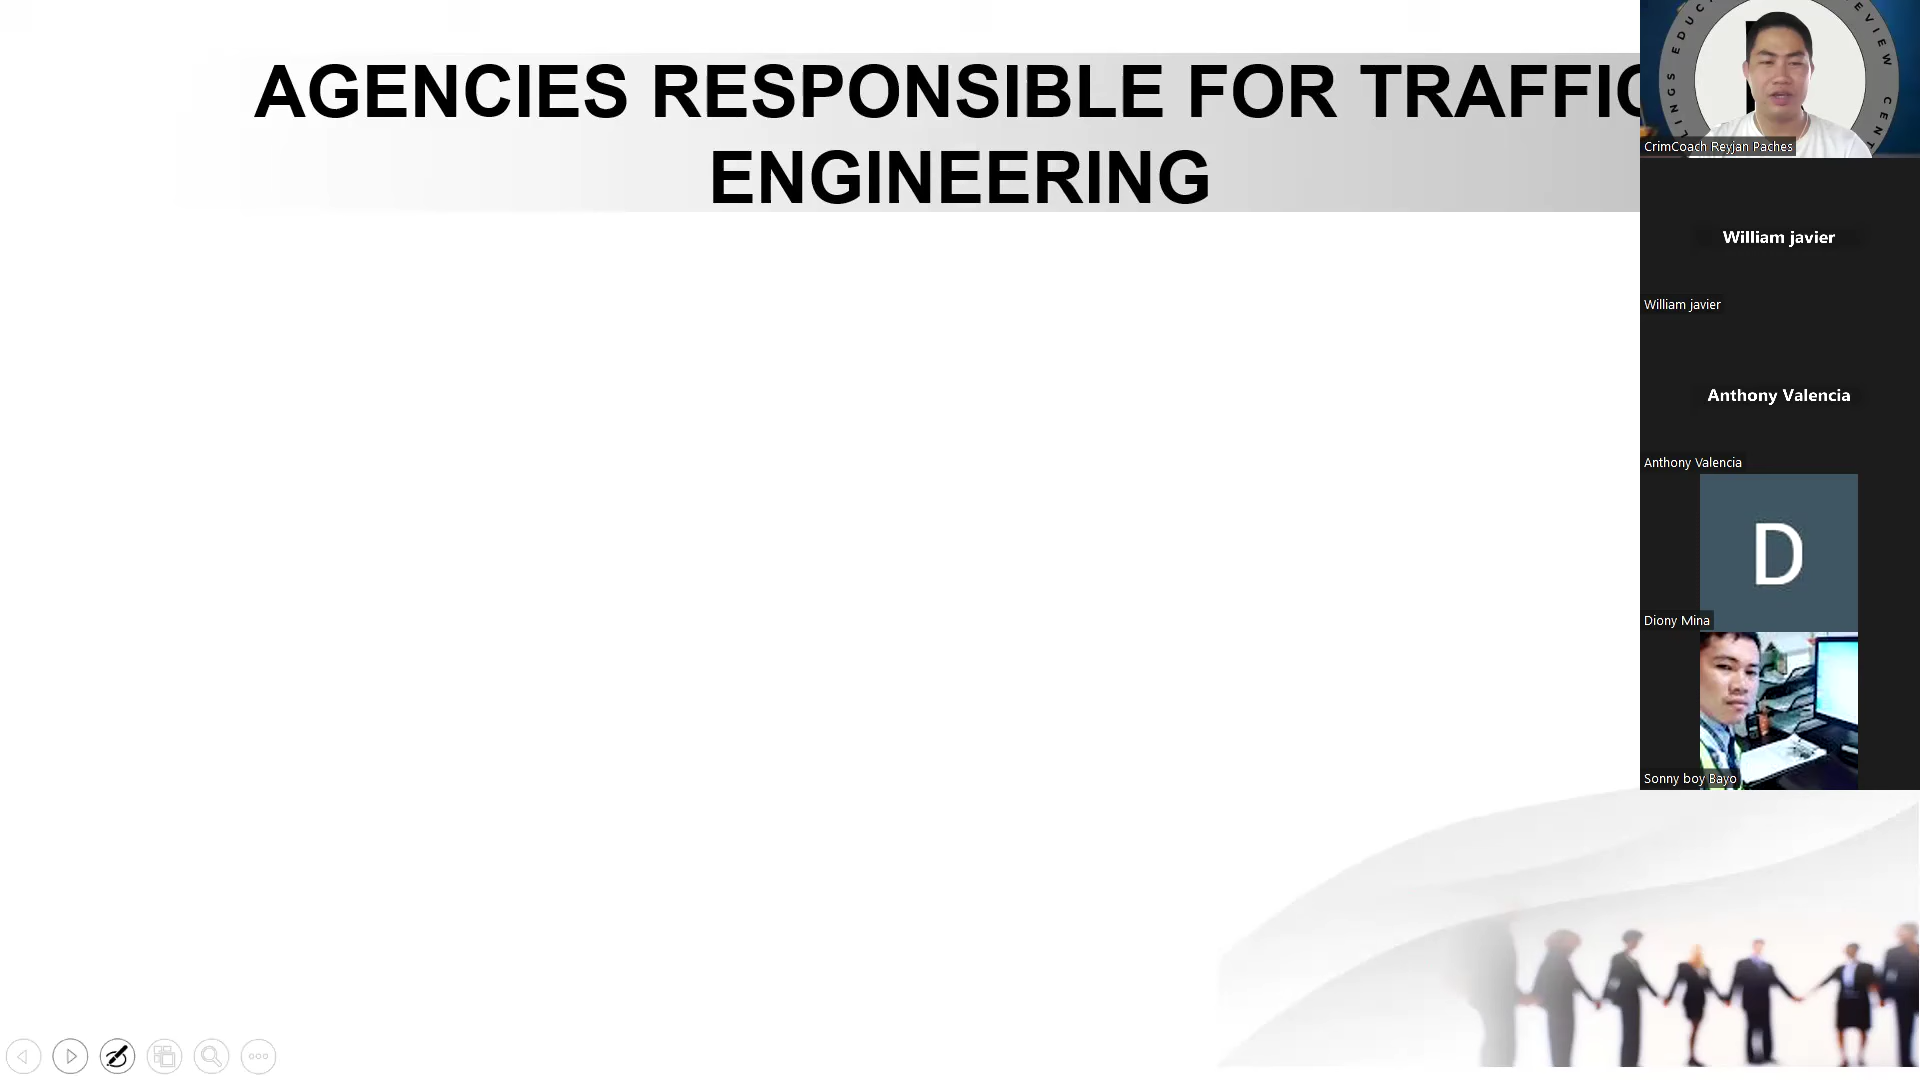 AGENCIES RESPONSIBLE FOR TRAFFIC
ENGINEERING
CrimCoach Reyjan Paches
William javier
William javier
Anthony Valencia
Anthony Valencia
D
Diony Mina
Sonny boy Bayo